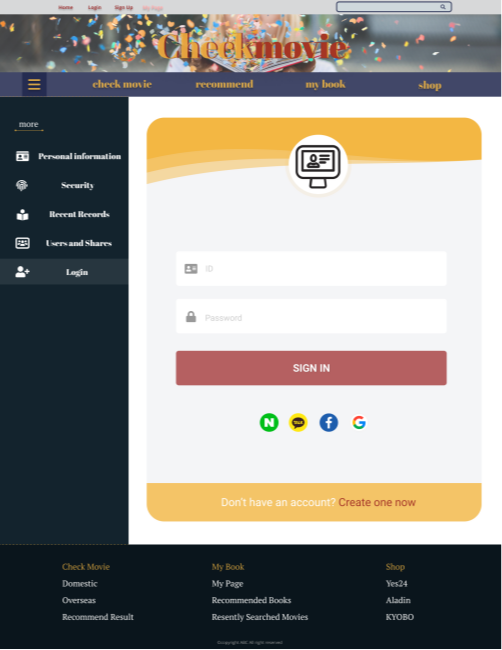 Home Login Sign Up My Page
Checkmovie
check movie recommend my book shop
more
Personal information
Security
Recent Records
Users and Shares
Login
ID
Password
SIGN IN
N TALK f G
Don't have an account? Create one now
Check Movie My Book Shop
Domestic My Page Yes24
Overseas Recommended Books Aladin
Recommend Result Resently Searched Movies KYOBO